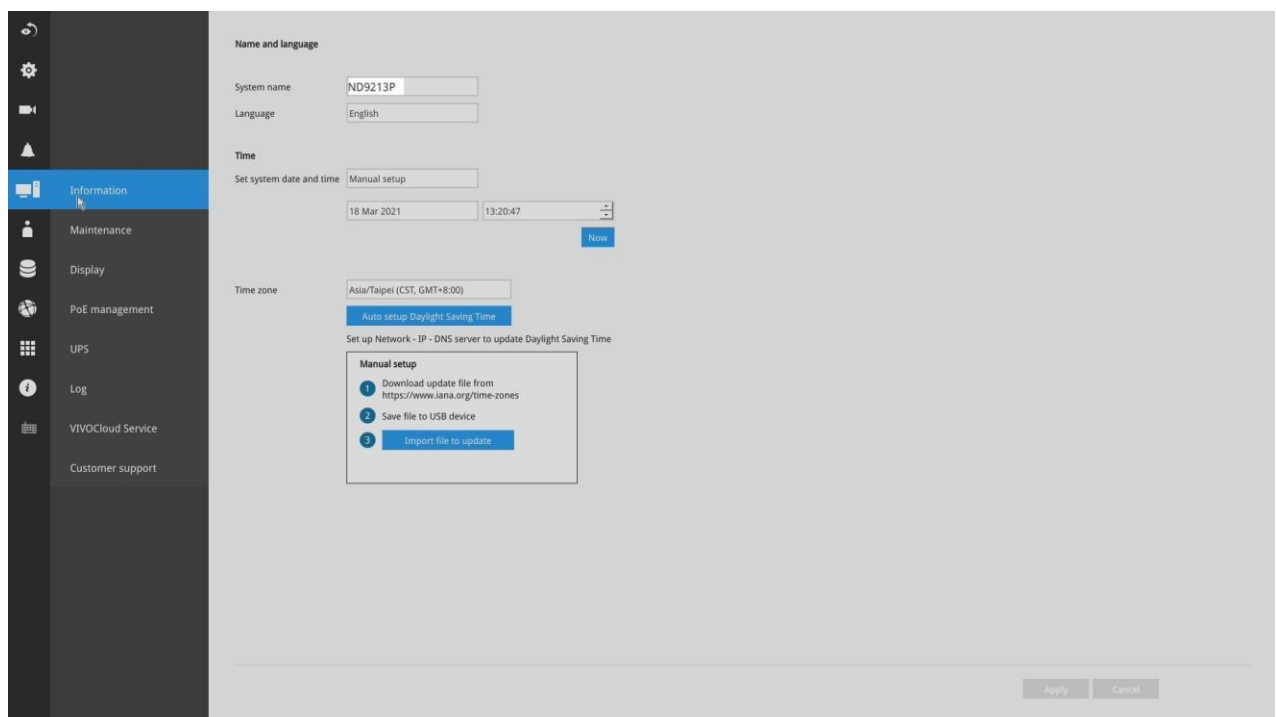 Information
Maintenance
Display
PoE management
UPS
Log
VIVOCloud Service
Customer support
Name and language
System name ND9213P
Language English
Time
Set system date and time Manual setup
18 Mar 2021 13:20:47
Now
Time zone Asia/Taipei (CST, GMT+8:00)
Auto setup Daylight Saving Time
Set up Network - IP - DNS server to update Daylight Saving Time
Manual setup
1 Download update file from
https://www.iana.org/time-zones
2 Save file to USB device
3 Import file to update
Apply Cancel